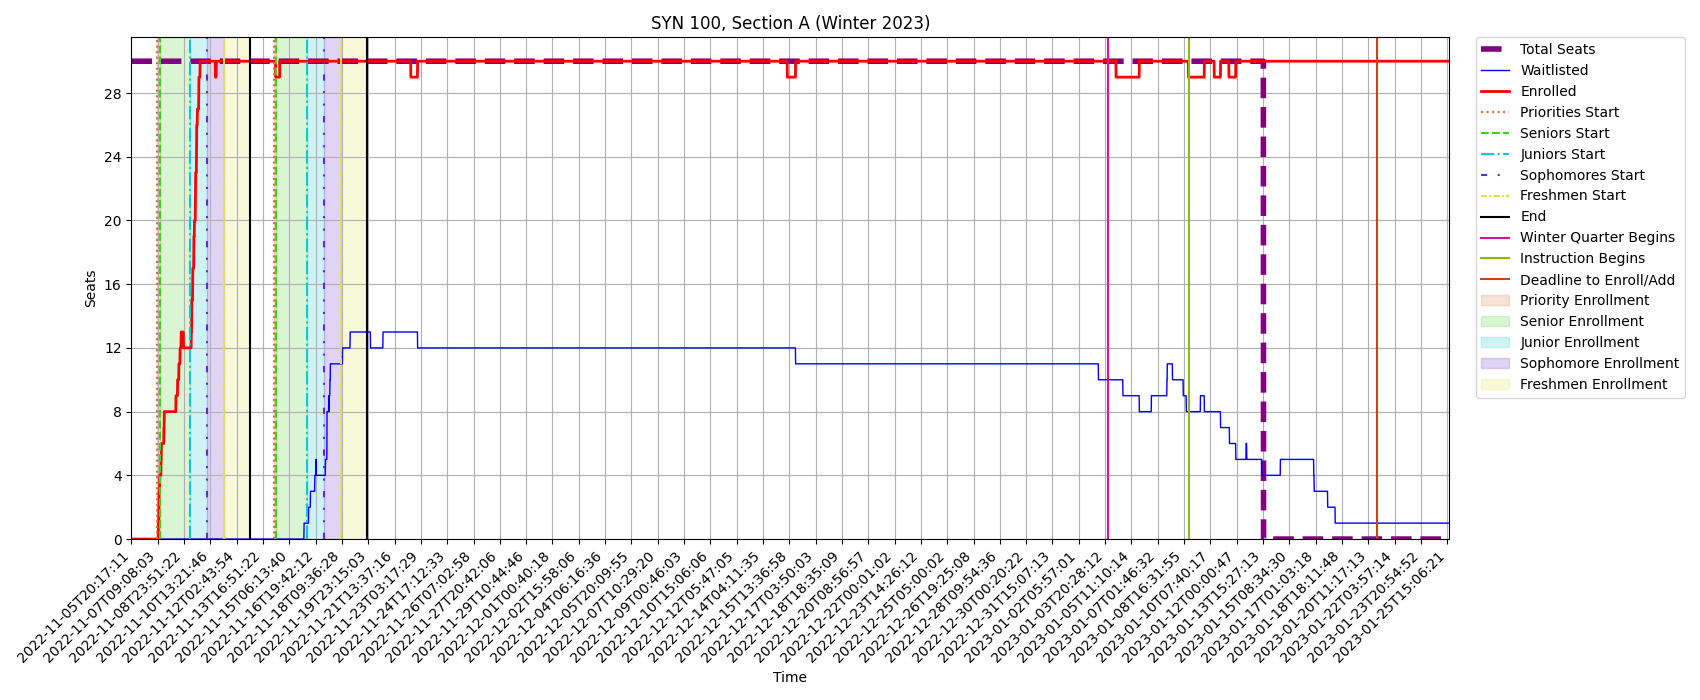 SYN 100, Section A (Winter 2023)
Seats
28
24
20
16
12
8
4
0
2022-11-05T20:17:11
2022-11-07T09:08:03
2022-11-08T23:51:22
2022-11-10T13:21:46
2022-11-12T02:43:54
2022-11-13T16:51:22
2022-11-15T06:13:40
2022-11-16T19:42:12
2022-11-18T09:36:28
2022-11-19T23:15:03
2022-11-21T13:37:16
2022-11-23T03:17:29
2022-11-24T17:12:33
2022-11-26T07:02:58
2022-11-27T20:42:06
2022-11-29T10:44:46
2022-12-01T00:40:18
2022-12-02T15:58:06
2022-12-04T06:16:36
2022-12-05T20:09:55
2022-12-07T10:29:20
2022-12-09T00:46:03
2022-12-10T15:06:06
2022-12-12T05:47:05
2022-12-14T04:11:35
2022-12-15T13:36:58
2022-12-17T03:50:03
2022-12-18T18:35:09
2022-12-20T08:56:57
2022-12-22T00:01:02
2022-12-23T14:26:12
2022-12-25T05:00:02
2022-12-26T19:25:08
2022-12-28T09:54:36
2022-12-30T00:20:22
2022-12-31T15:07:13
2023-01-02T05:57:01
2023-01-03T20:28:12
2023-01-05T11:10:14
2023-01-07T01:46:32
2023-01-08T16:31:55
2023-01-10T07:40:17
2023-01-12T00:00:47
2023-01-13T15:27:13
2023-01-15T08:34:30
2023-01-17T01:03:18
2023-01-18T18:11:48
2023-01-20T11:17:13
2023-01-22T03:57:14
2023-01-23T20:54:52
2023-01-25T15:06:21
Time
Total Seats
Waitlisted
Enrolled
Priorities Start
Seniors Start
Juniors Start
Sophomores Start
Freshmen Start
End
Winter Quarter Begins
Instruction Begins
Deadline to Enroll/Add
Priority Enrollment
Senior Enrollment
Junior Enrollment
Sophomore Enrollment
Freshmen Enrollment